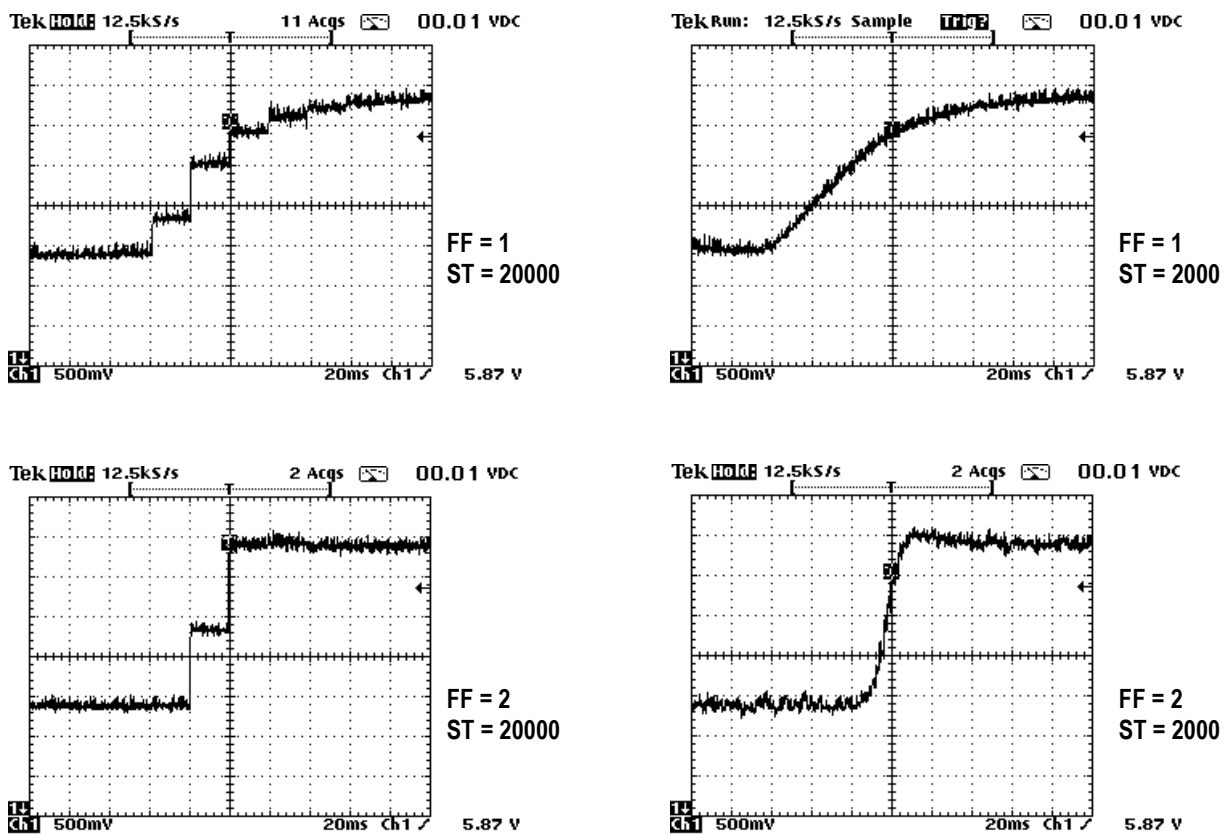 Tek Hold: 12.5kS/s 11 Acqs 00.01 VDC
T
FF = 1
ST = 20000
1
Ch1 500mV 20ms Ch1 5.87 V
Tek Run: 12.5kS/s Sample Trig? 00.01 VDC
T
FF = 1
ST = 2000
1
Ch1 500mV 20ms Ch1 5.87 V
Tek Hold: 12.5kS/s 2 Acqs 00.01 VDC
T
FF = 2
ST = 20000
1
Ch1 500mV 20ms Ch1 5.87 V
Tek Hold: 12.5kS/s 2 Acqs 00.01 VDC
T
FF = 2
ST = 2000
1
Ch1 500mV 20ms Ch1 5.87 V